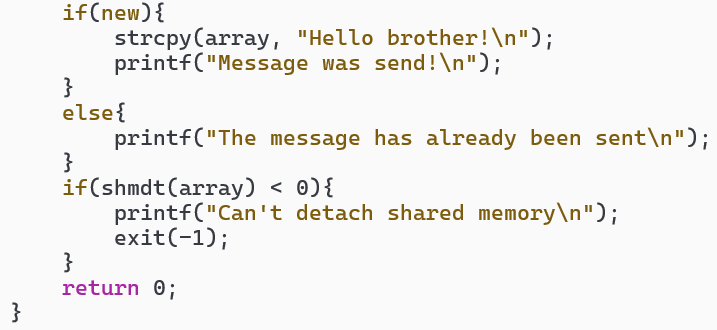 if(new){
        strcpy(array, "Hello brother!\n");
        printf("Message was send!\n");
    }
    else{
        printf("The message has already been sent\n");
    }
    if(shmdt(array) < 0){
        printf("Can't detach shared memory\n");
        exit(-1);
    }
    return 0;
}